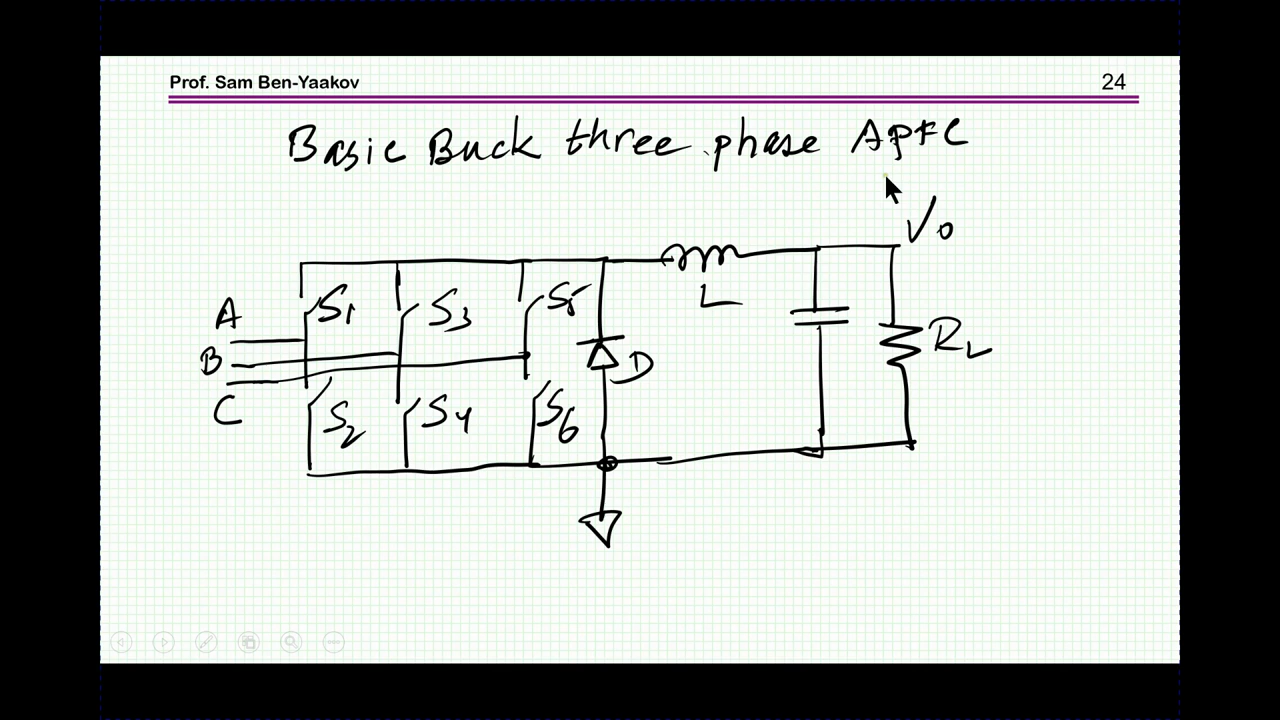 Prof. Sam Ben-Yaakov
24
Basic Buck three phase APFC
Vo
A
S1
S3
S5
L
B
D
RL
C
S2
S4
S6